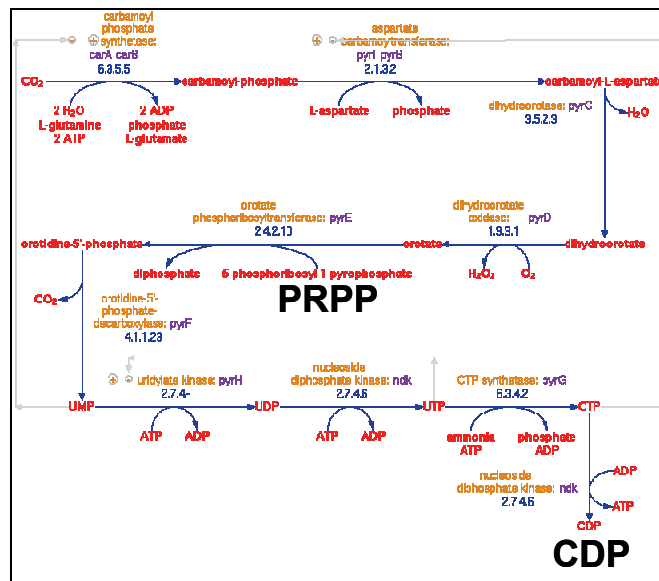 carbamoyl
phosphate
synthetase:
carA carB
6.3.5.5
aspartate
carbamoyltransferase:
pyrI pyrB
2.1.3.2
CO2
carbamoyl-phosphate
carbamoyl-L-aspartate
2 H2O
L-glutamine
2 ATP
2 ADP
phosphate
L-glutamate
L-aspartate
phosphate
dihydroorotase: pyrC
3.5.2.3
H2O
orotate
phosphoribosyltransferase: pyrE
2.4.2.10
dihydroorotate
oxidase: pyrD
1.3.3.1
orotidine-5'-phosphate
orotate
dihydroorotate
diphosphate
5-phosphoribosyl 1-pyrophosphate
H2O2
O2
PRPP
CO2
orotidine-5'-
phosphate-
decarboxylase: pyrF
4.1.1.23
uridylate kinase: pyrH
2.7.4.-
nucleoside
diphosphate kinase: ndk
2.7.4.6
CTP synthetase: pyrG
6.3.4.2
UMP
UDP
UTP
CTP
ATP
ADP
ATP
ADP
ammonia
ATP
phosphate
ADP
nucleoside
diphosphate kinase: ndk
2.7.4.6
ADP
ATP
CDP
CDP